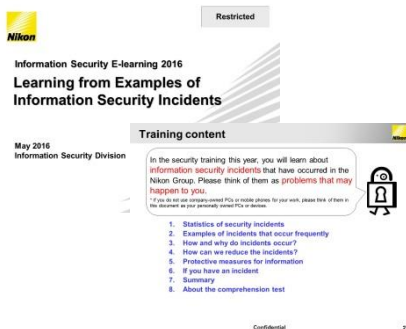 Restricted
Nikon
Information Security E-learning 2016
Learning from Examples of
Information Security Incidents
May 2016
Information Security Division
Training content
Nikon
In the security training this year, you will learn about
information security incidents that have occurred in the
Nikon Group. Please think of them as problems that may
happen to you.
* If you do not use company-owned PCs or mobile phones for your work, please think of them in
the document as your personally owned PCs or devices.
1. Statistics of security incidents
2. Examples of incidents that occur frequently
3. How and why do incidents occur?
4. How can we reduce the incidents?
5. Protective measures for information
6. If you have an incident
7. Summary
8. About the comprehension test
Confidential
2